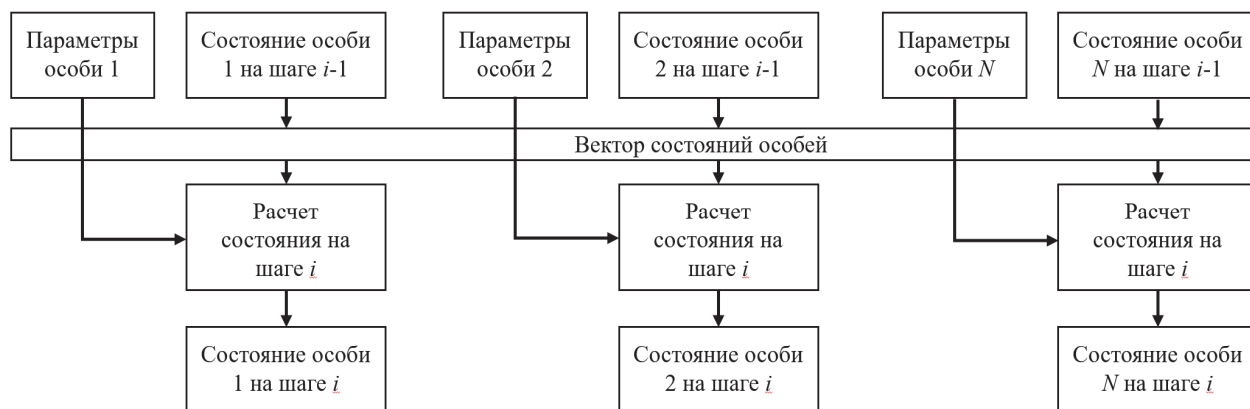 Параметры
особи 1
Состояние особи
1 на шаге i-1
Параметры
особи 2
Состояние особи
2 на шаге i-1
Параметры
особи N
Состояние особи
N на шаге i-1
Вектор состояний особей
Расчет
состояния на
шаге i
Расчет
состояния на
шаге i
Расчет
состояния на
шаге i
Состояние особи
1 на шаге i
Состояние особи
2 на шаге i
Состояние особи
N на шаге i